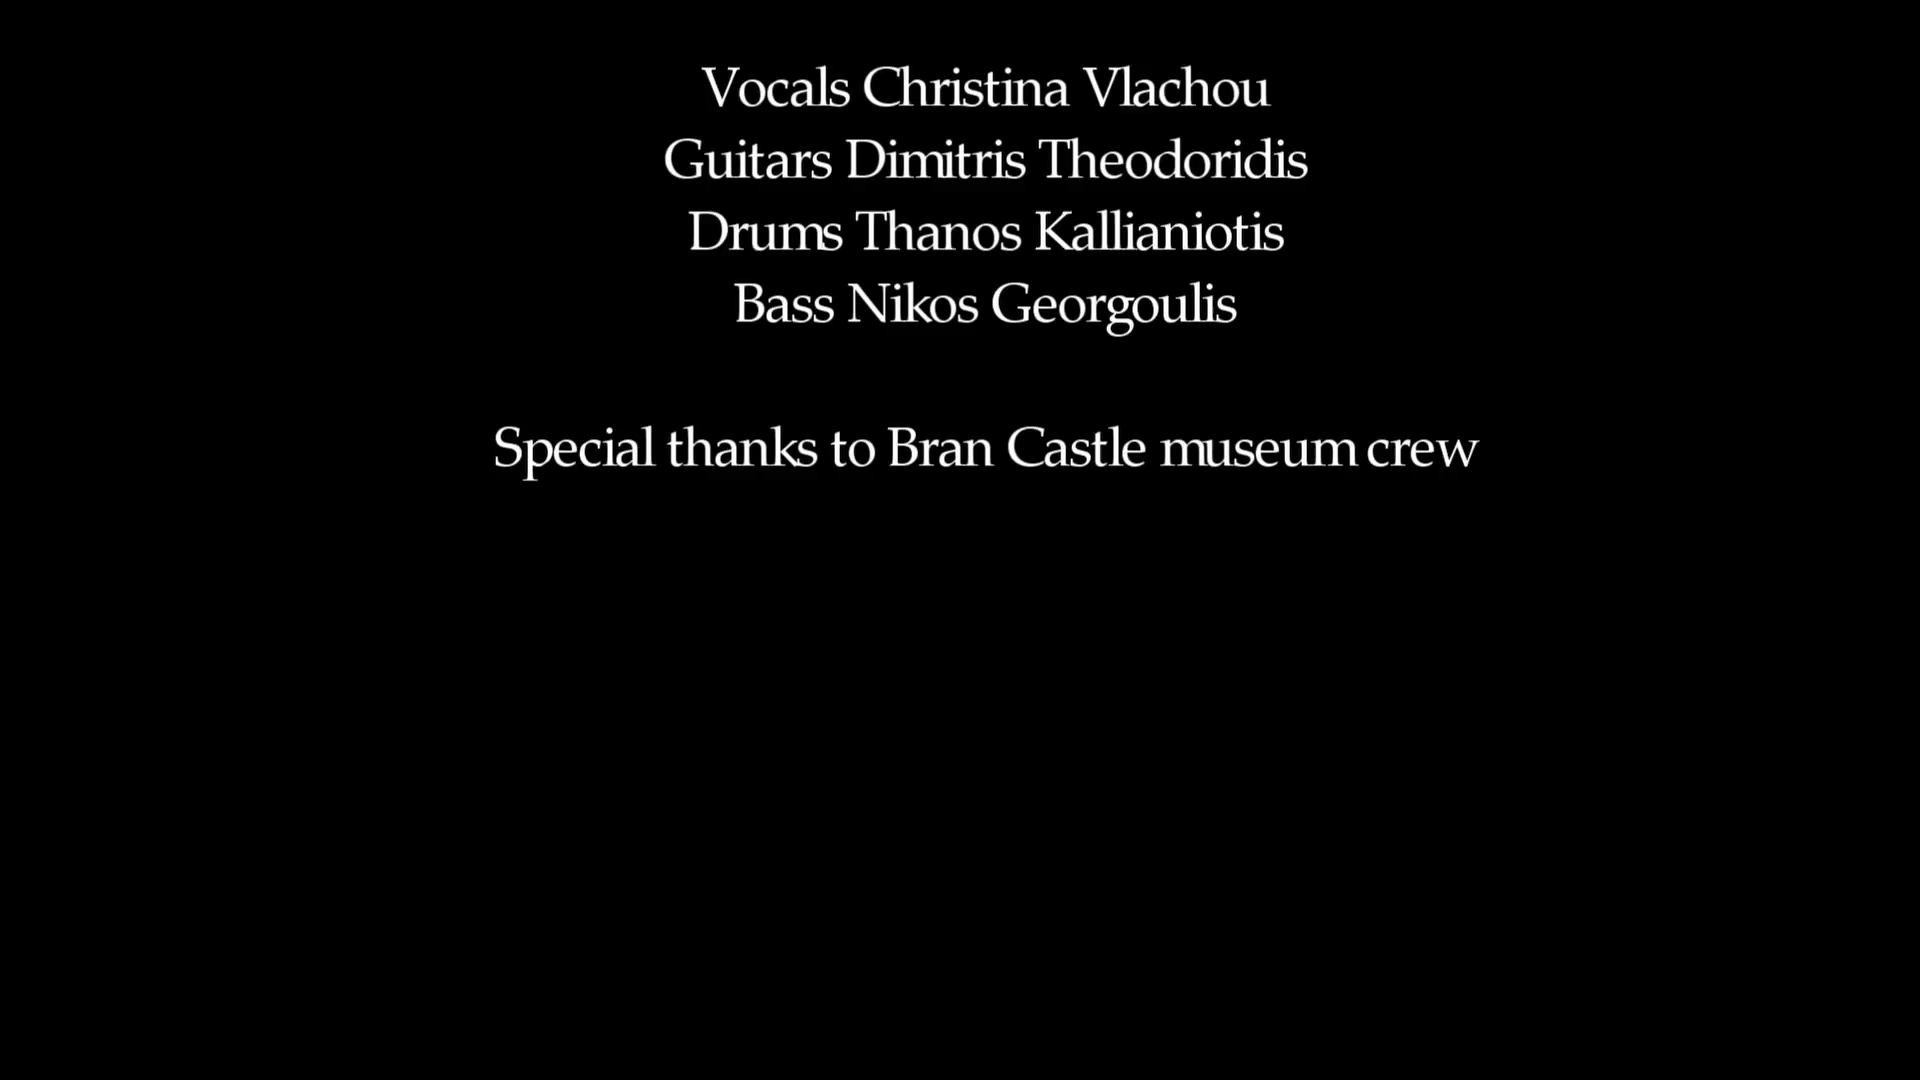 Vocals Christina Vlachou
Guitars Dimitris Theodoridis
Drums Thanos Kallianiotis
Bass Nikos Georgoulis
Special thanks to Bran Castle museum crew